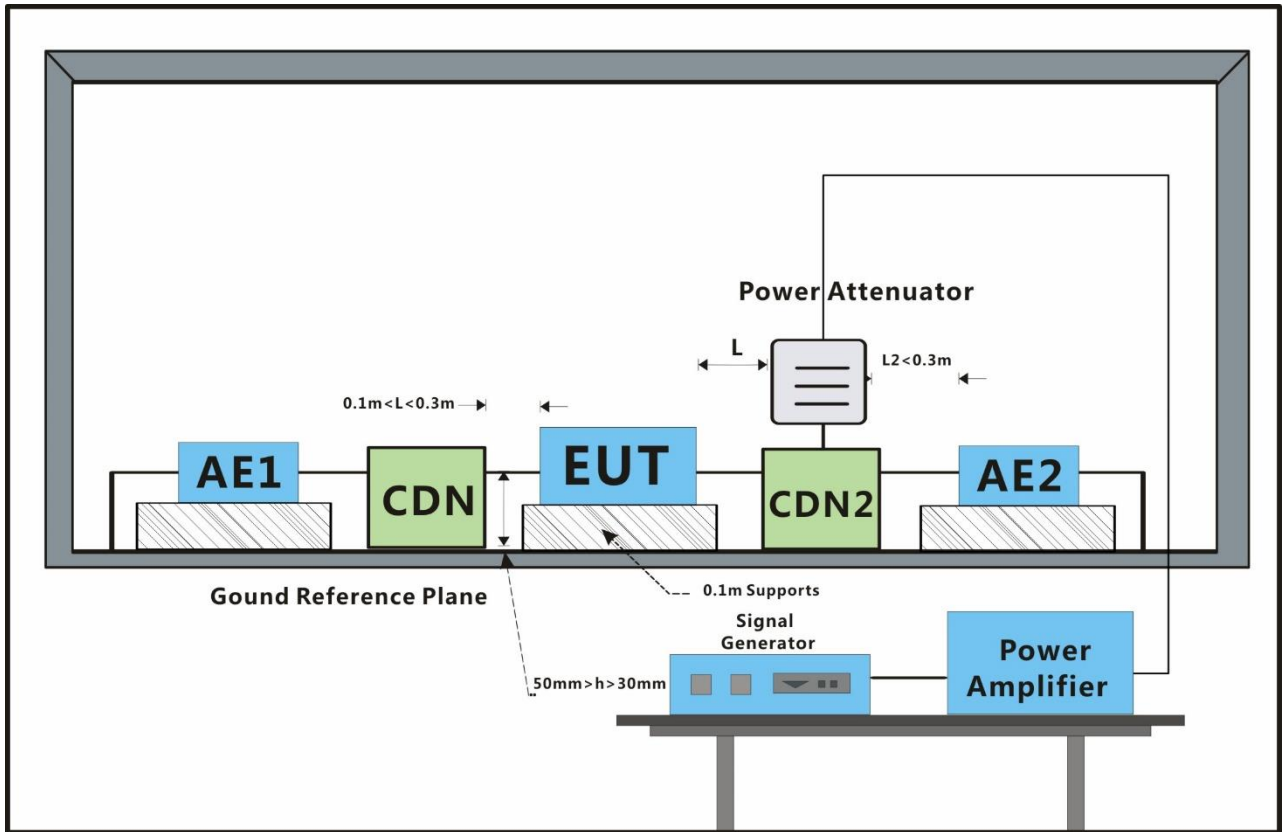 Power Attenuator
L
L2<0.3m
0.1m<L<0.3m
AE1
CDN
EUT
CDN2
AE2
Gound Reference Plane
0.1m Supports
Signal
Generator
50mm>h>30mm
Power
Amplifier